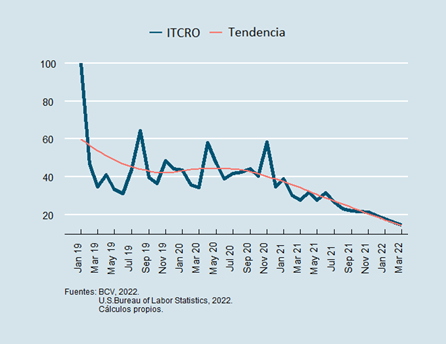 ITCRO Tendencia
100
80
60
40
20
Jan 19 Mar 19 May 19 Jul 19 Sep 19 Nov 19 Jan 20 Mar 20 May 20 Jul 20 Sep 20 Nov 20 Jan 21 Mar 21 May 21 Jul 21 Sep 21 Nov 21 Jan 22 Mar 22
Fuentes: BCV, 2022.
U.S.Bureau of Labor Statistics, 2022.
Cálculos propios.